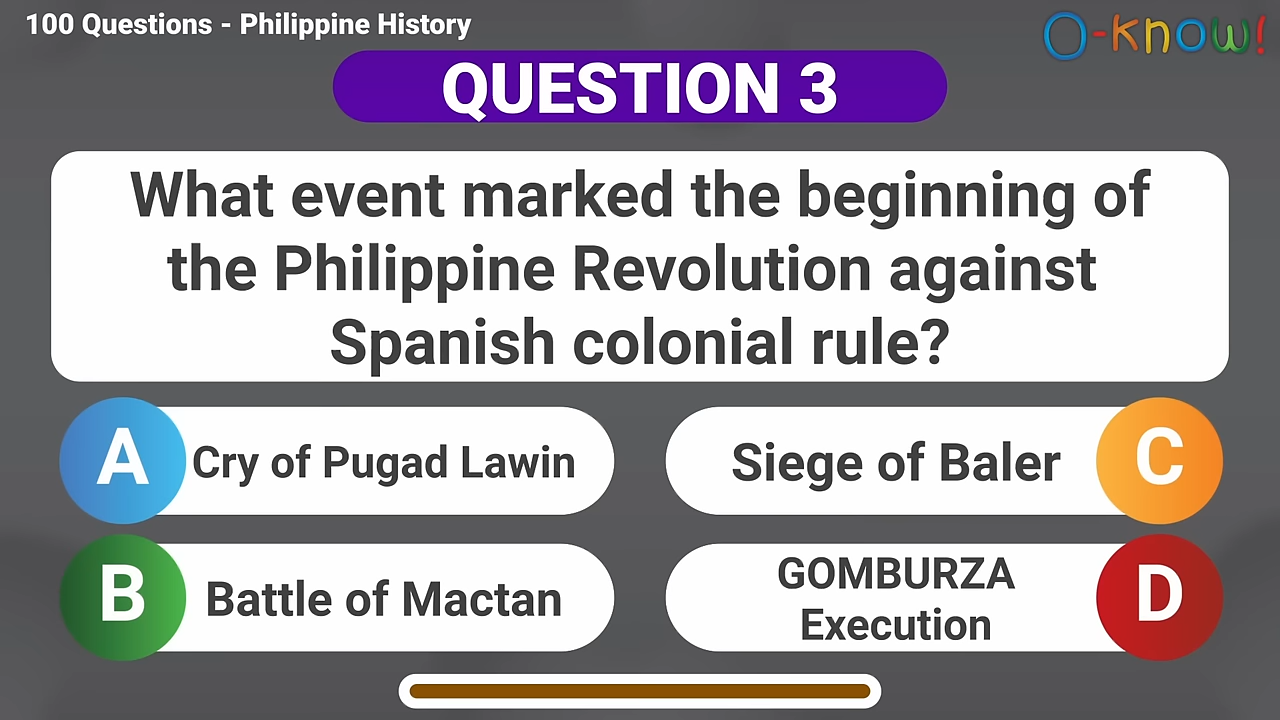 100 Questions - Philippine History
O-know!
QUESTION 3
What event marked the beginning of
the Philippine Revolution against
Spanish colonial rule?
A
Cry of Pugad Lawin
Siege of Baler
C
B
Battle of Mactan
GOMBURZA
Execution
D